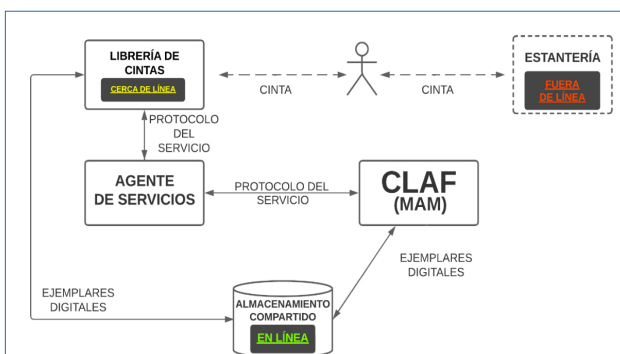 LIBRERÍA DE
CINTAS
CERCA DE LÍNEA
CINTA
CINTA
ESTANTERÍA
FUERA
DE LÍNEA
PROTOCOLO
DEL
SERVICIO
AGENTE
DE SERVICIOS
PROTOCOLO DEL
SERVICIO
CLAF
(MAM)
EJEMPLARES
DIGITALES
EJEMPLARES
DIGITALES
ALMACENAMIENTO
COMPARTIDO
EN LÍNEA